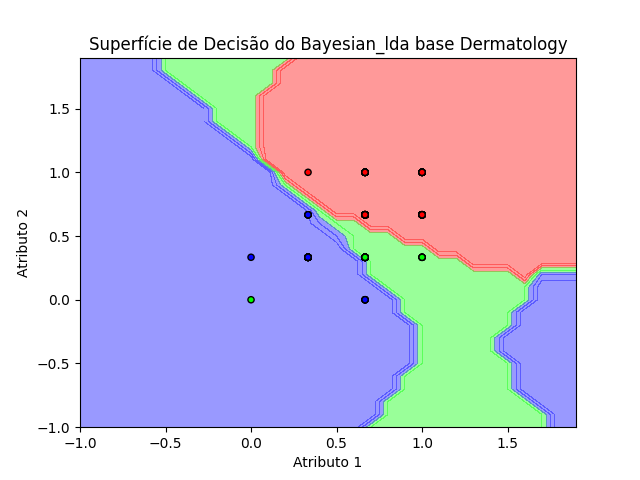 Superfície de Decisão do Bayesian_lda base Dermatology
1.5
1.0
0.5
0.0
−0.5
−1.0
Atributo 2
−1.0 −0.5 0.0 0.5 1.0 1.5
Atributo 1